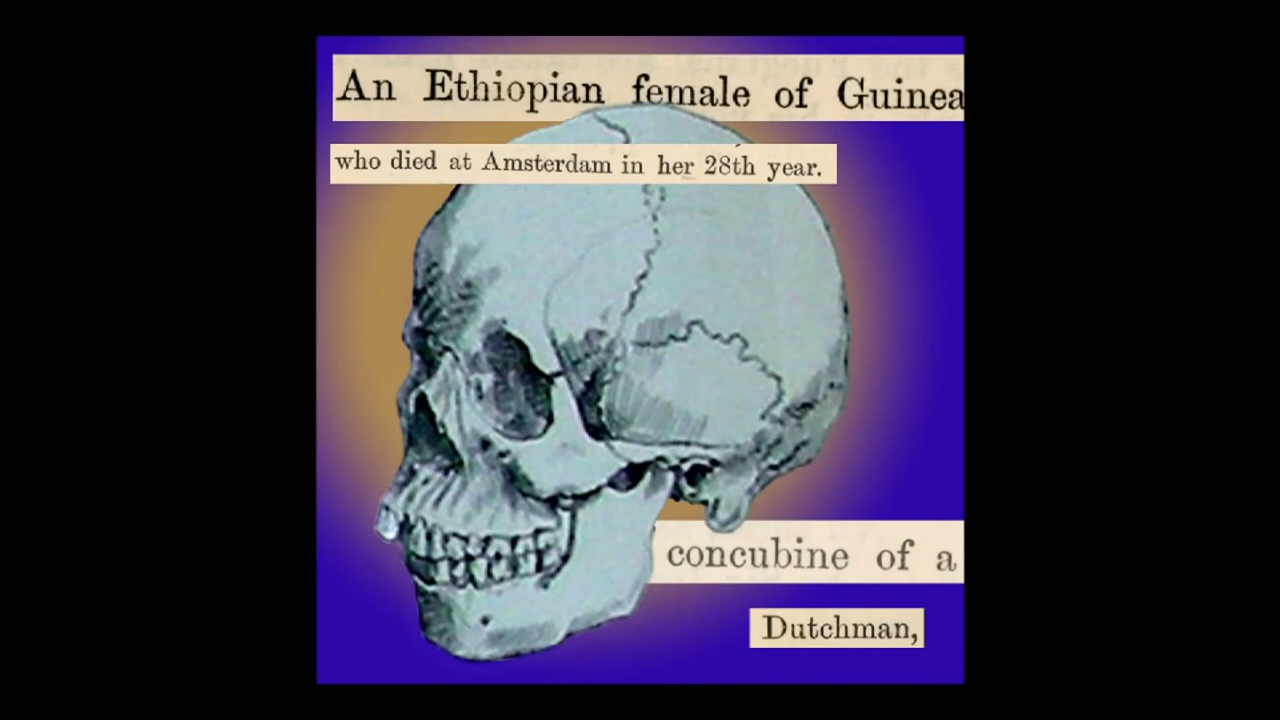 An Ethiopian female of Guinea
who died at Amsterdam in her 28th year.
concubine of a
Dutchman,